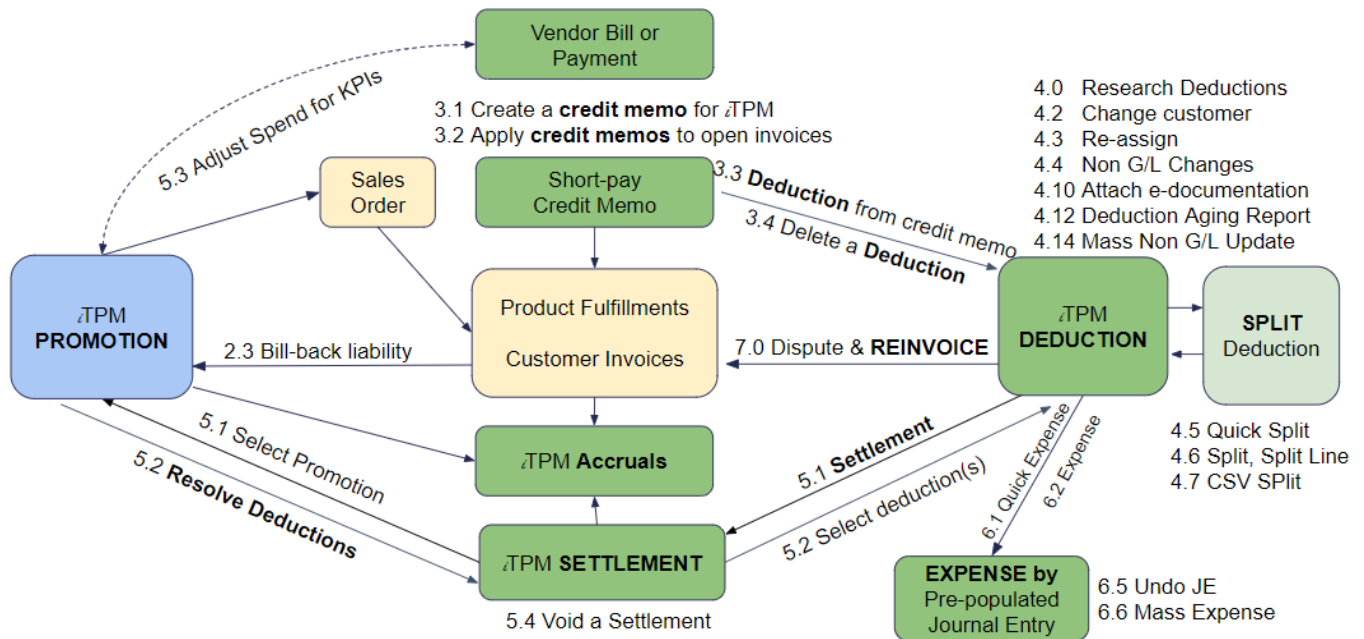 Vendor Bill or
Payment
5.3 Adjust Spend for KPIs
3.1 Create a credit memo for iTPM
3.2 Apply credit memos to open invoices
4.0 Research Deductions
4.2 Change customer
4.3 Re-assign
4.4 Non G/L Changes
4.10 Attach e-documentation
4.12 Deduction Aging Report
4.14 Mass Non G/L Update
Sales
Order
Short-pay
Credit Memo
3.3 Deduction from credit memo
3.4 Delete a Deduction
iTPM
PROMOTION
Product Fulfillments
Customer Invoices
iTPM
DEDUCTION
SPLIT
Deduction
2.3 Bill-back liability
7.0 Dispute & REINVOICE
5.1 Select Promotion
5.2 Resolve Deductions
iTPM Accruals
5.1 Settlement
5.2 Select deduction(s)
6.1 Quick Expense
6.2 Expense
4.5 Quick Split
4.6 Split, Split Line
4.7 CSV SPlit
iTPM SETTLEMENT
5.4 Void a Settlement
EXPENSE by
Pre-populated
Journal Entry
6.5 Undo JE
6.6 Mass Expense